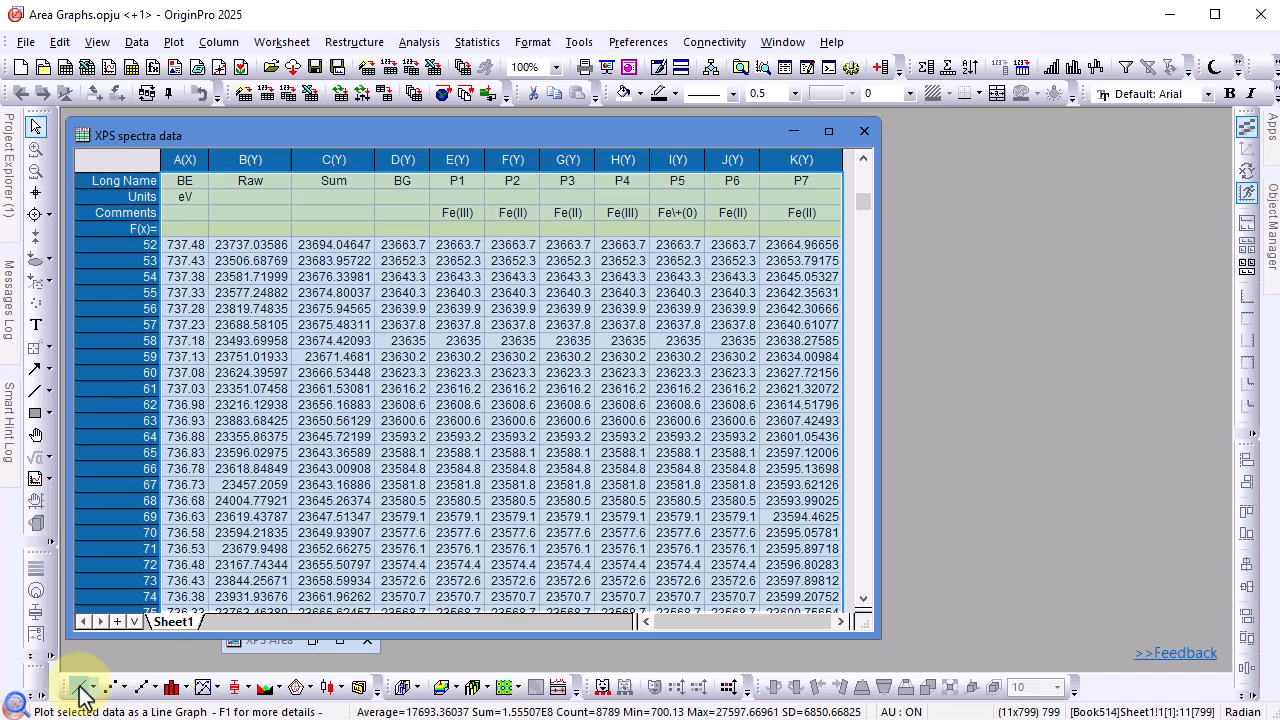 Area Graphs.opju <+1> - OriginPro 2025
File Edit View Data Plot Column Worksheet Restructure Analysis Statistics Format Tools Preferences Connectivity Window Help
100%
0.5 0 Default: Arial B I
Project Explorer (1)
Messages Log
Smart Hint Log
Apps
Object Manager
XPS spectra data
A(X) B(Y) C(Y) D(Y) E(Y) F(Y) G(Y) H(Y) I(Y) J(Y) K(Y)
Long Name BE Raw Sum BG P1 P2 P3 P4 P5 P6 P7
Units eV
Comments Fe(III) Fe(II) Fe(II) Fe(III) Fe\+(0) Fe(II) Fe(II)
F(x)=
52 737.48 23737.03586 23694.04647 23663.7 23663.7 23663.7 23663.7 23663.7 23663.7 23663.7 23664.96656
53 737.43 23506.68769 23683.95722 23652.3 23652.3 23652.3 23652.3 23652.3 23652.3 23652.3 23653.79175
54 737.38 23581.71999 23676.33981 23643.3 23643.3 23643.3 23643.3 23643.3 23643.3 23643.3 23645.05327
55 737.33 23577.24882 23674.80037 23640.3 23640.3 23640.3 23640.3 23640.3 23640.3 23640.3 23642.35631
56 737.28 23819.74835 23675.94565 23639.9 23639.9 23639.9 23639.9 23639.9 23639.9 23639.9 23642.30666
57 737.23 23688.58105 23675.48311 23637.8 23637.8 23637.8 23637.8 23637.8 23637.8 23637.8 23640.61077
58 737.18 23493.69958 23674.42093 23635 23635 23635 23635 23635 23635 23635 23638.27585
59 737.13 23751.01933 23671.4681 23630.2 23630.2 23630.2 23630.2 23630.2 23630.2 23630.2 23634.00984
60 737.08 23624.39597 23666.53448 23623.3 23623.3 23623.3 23623.3 23623.3 23623.3 23623.3 23627.72156
61 737.03 23351.07458 23661.53081 23616.2 23616.2 23616.2 23616.2 23616.2 23616.2 23616.2 23621.32072
62 736.98 23216.12938 23656.16883 23608.6 23608.6 23608.6 23608.6 23608.6 23608.6 23608.6 23614.51796
63 736.93 23883.68425 23650.56129 23600.6 23600.6 23600.6 23600.6 23600.6 23600.6 23600.6 23607.42493
64 736.88 23355.86375 23645.72199 23593.2 23593.2 23593.2 23593.2 23593.2 23593.2 23593.2 23601.05436
65 736.83 23596.02975 23643.36589 23588.1 23588.1 23588.1 23588.1 23588.1 23588.1 23588.1 23597.12006
66 736.78 23618.84849 23643.00908 23584.8 23584.8 23584.8 23584.8 23584.8 23584.8 23584.8 23595.13698
67 736.73 23457.2059 23643.16886 23581.8 23581.8 23581.8 23581.8 23581.8 23581.8 23581.8 23593.62126
68 736.68 24004.77921 23645.26374 23580.5 23580.5 23580.5 23580.5 23580.5 23580.5 23580.5 23593.99025
69 736.63 23619.43787 23647.51347 23579.1 23579.1 23579.1 23579.1 23579.1 23579.1 23579.1 23594.4625
70 736.58 23594.21835 23649.93907 23577.6 23577.6 23577.6 23577.6 23577.6 23577.6 23577.6 23595.05781
71 736.53 23679.9498 23652.66275 23576.1 23576.1 23576.1 23576.1 23576.1 23576.1 23576.1 23595.89718
72 736.48 23167.74344 23655.50797 23574.4 23574.4 23574.4 23574.4 23574.4 23574.4 23574.4 23596.80283
73 736.43 23844.25671 23658.59934 23572.6 23572.6 23572.6 23572.6 23572.6 23572.6 23572.6 23597.89812
74 736.38 23931.93676 23661.96262 23570.7 23570.7 23570.7 23570.7 23570.7 23570.7 23570.7 23599.20752
Sheet1
XPS Area
>>Feedback
10
Plot selected data as a Line Graph - F1 for more details - Average=17693.36037 Sum=1.55507E8 Count=8789 Min=700.13 Max=27597.66961 SD=6850.66825 AU : ON [Book514]Sheet1!1[1]:11[799] (11x799) 799 Radian